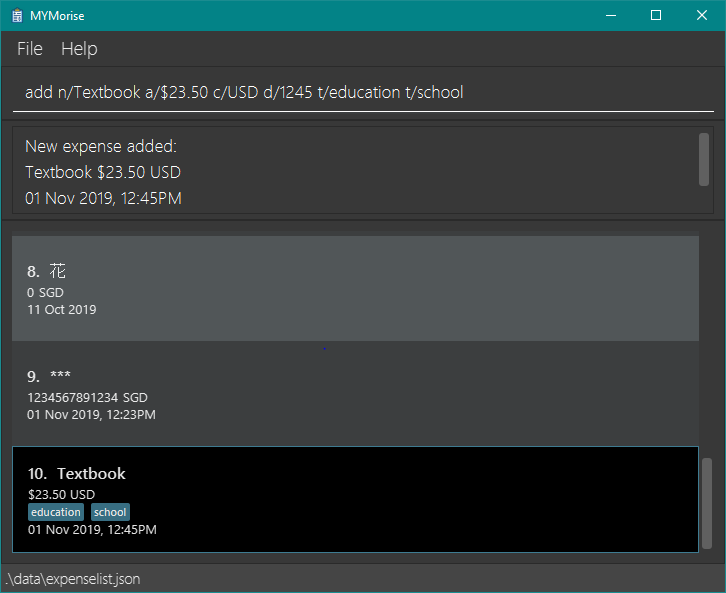 MYMorise
File Help
add n/Textbook a/$23.50 c/USD d/1245 t/education t/school
New expense added:
Textbook $23.50 USD
01 Nov 2019, 12:45PM
8. 花
0 SGD
11 Oct 2019
9. ***
1234567891234 SGD
01 Nov 2019, 12:23PM
10. Textbook
$23.50 USD
education school
01 Nov 2019, 12:45PM
.\data\expenselist.json